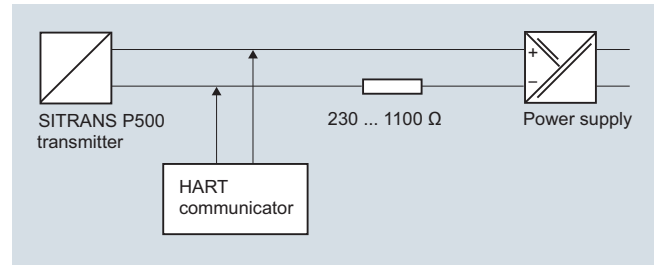 +
−
SITRANS P500
transmitter
230 ... 1100 Ω
Power supply
HART
communicator